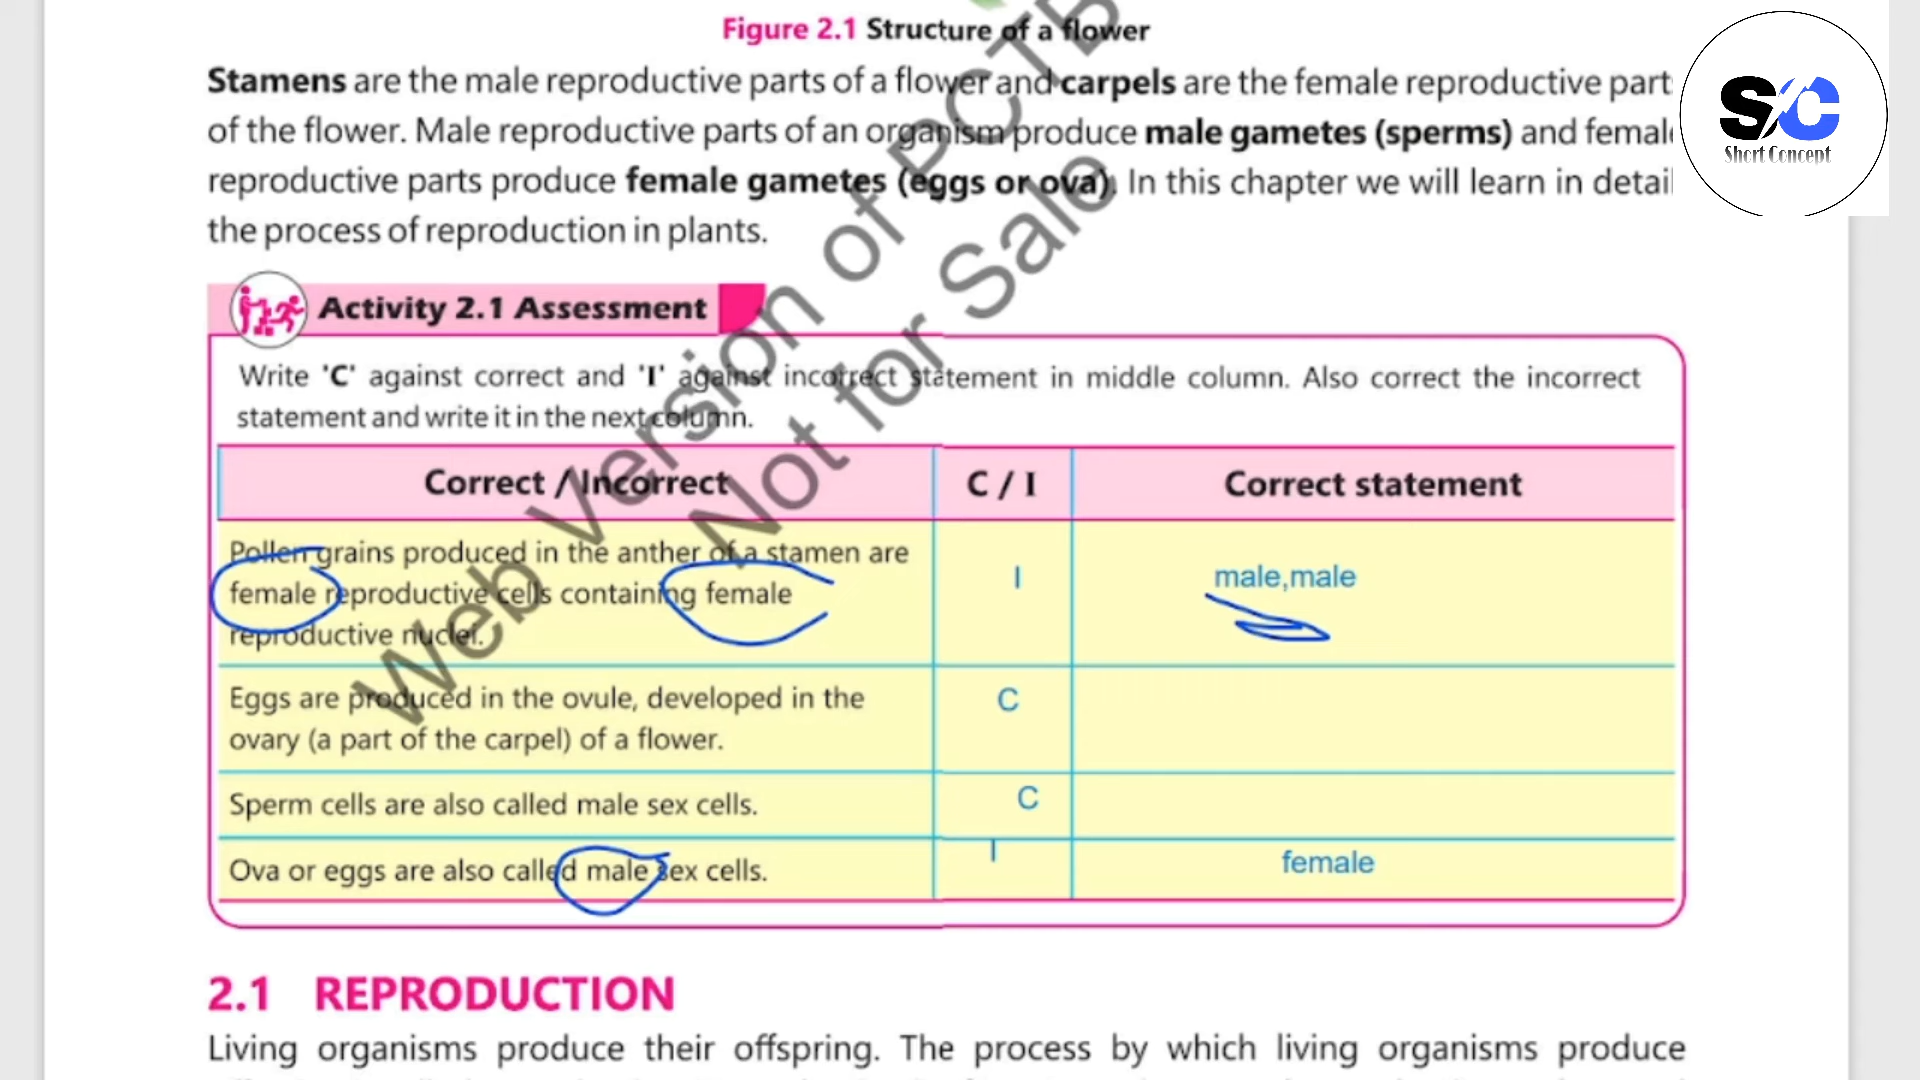 Figure 2.1 Structure of a flower
Stamens are the male reproductive parts of a flower and carpels are the female reproductive part
of the flower. Male reproductive parts of an organism produce male gametes (sperms) and femal
reproductive parts produce female gametes (eggs or ova). In this chapter we will learn in detail
the process of reproduction in plants.
S/C
Short Concept
Activity 2.1 Assessment
Write 'C' against correct and 'I' against incorrect statement in middle column. Also correct the incorrect
statement and write it in the next column.
Correct / Incorrect
C / I
Correct statement
Pollen grains produced in the anther of a stamen are
female reproductive cells containing female
reproductive nuclei.
I
male,male
Eggs are produced in the ovule, developed in the
ovary (a part of the carpel) of a flower.
C
Sperm cells are also called male sex cells.
C
Ova or eggs are also called male sex cells.
I
female
2.1 REPRODUCTION
Living organisms produce their offspring. The process by which living organisms produce
Web Version of PCTB
Not for Sale